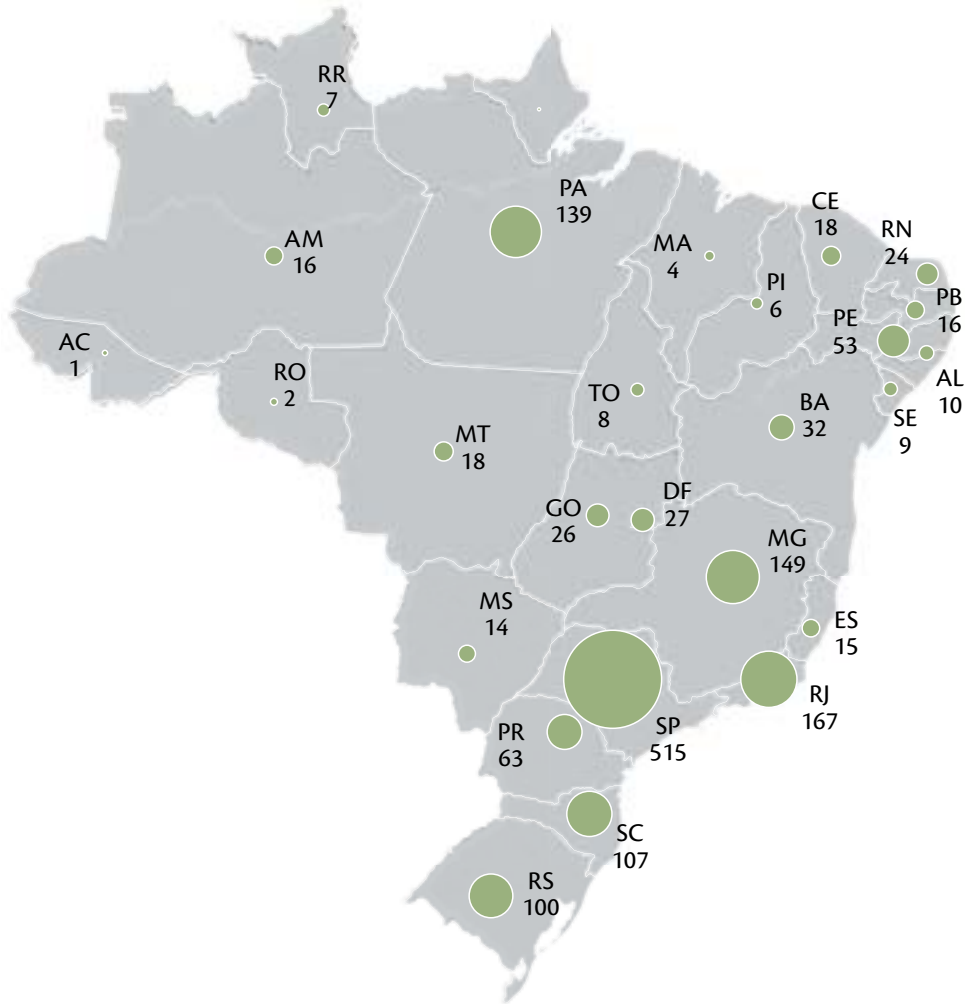 RR
7
PA
139
CE
18
RN
24
AM
16
MA
4
PI
6
PB
16
PE
53
AC
1
RO
2
TO
8
AL
10
BA
32
SE
9
MT
18
DF
27
GO
26
MG
149
MS
14
ES
15
RJ
167
SP
515
PR
63
SC
107
RS
100